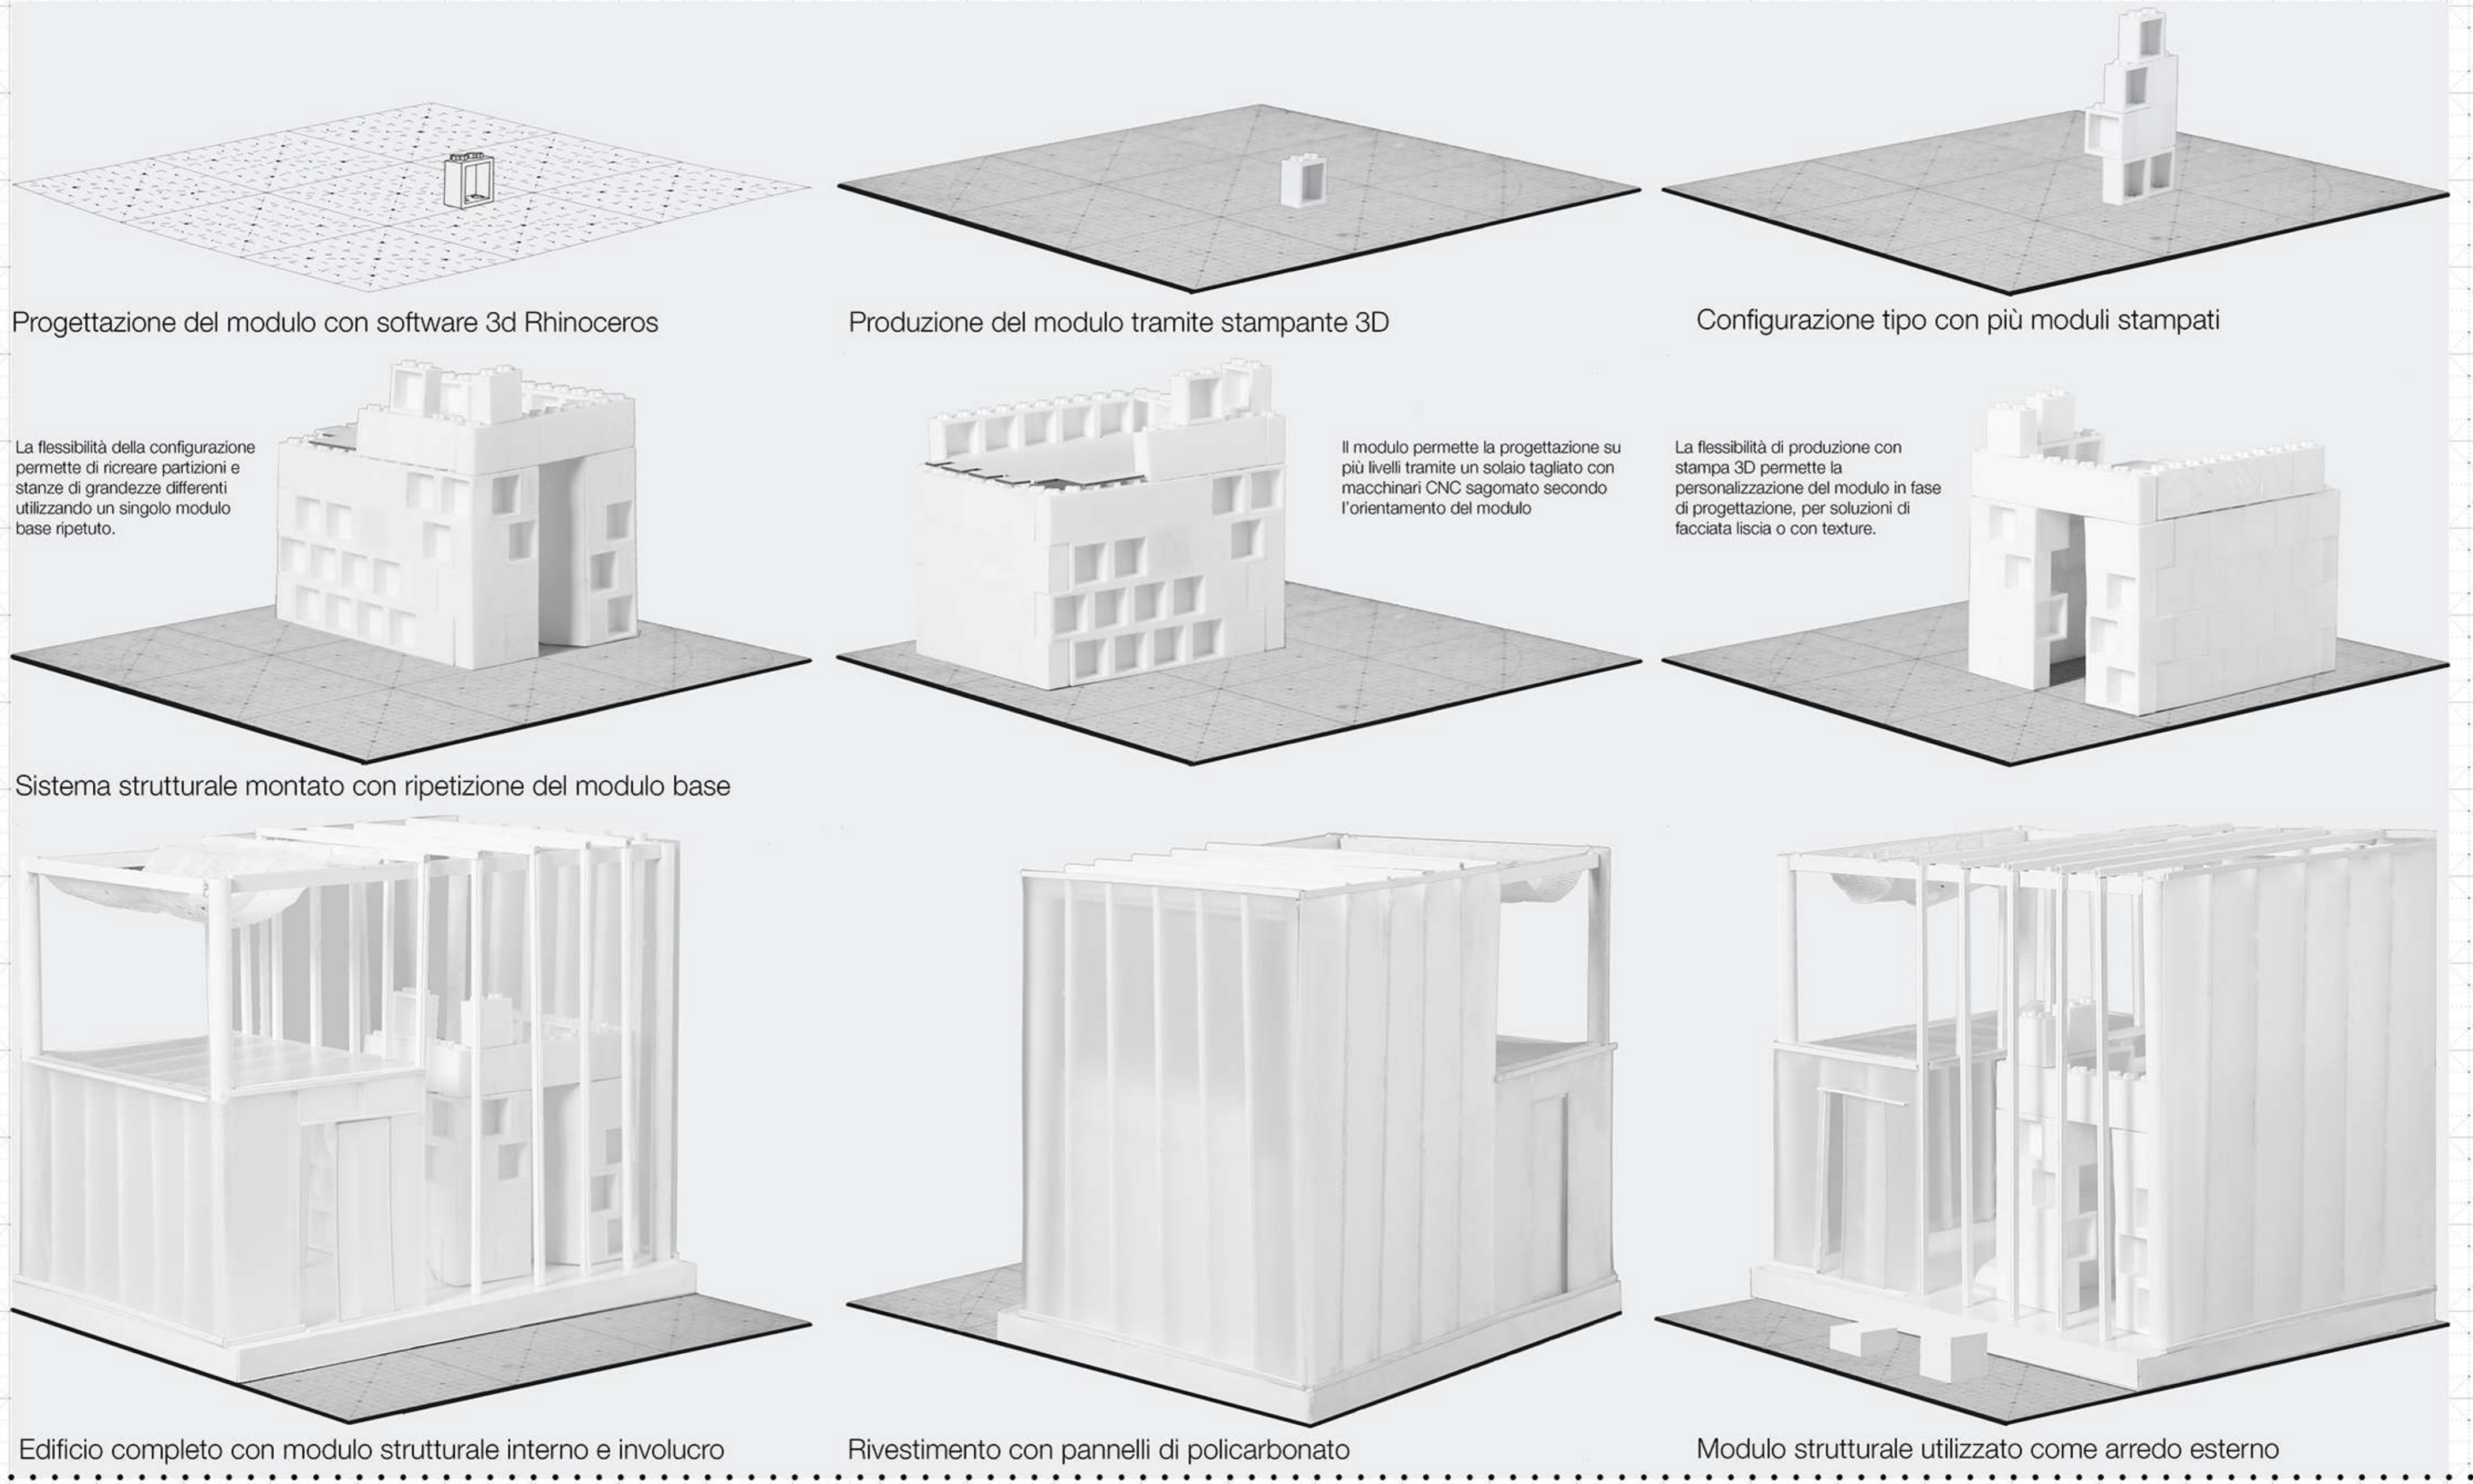 Progettazione del modulo con software 3d Rhinoceros
Produzione del modulo tramite stampante 3D
Configurazione tipo con più moduli stampati
La flessibilità della configurazione
permette di ricreare partizioni e
stanze di grandezze differenti
utilizzando un singolo modulo
base ripetuto.
Il modulo permette la progettazione su
più livelli tramite un solaio tagliato con
macchinari CNC sagomato secondo
l'orientamento del modulo
La flessibilità di produzione con
stampa 3D permette la
personalizzazione del modulo in fase
di progettazione, per soluzioni di
facciata liscia o con texture.
Sistema strutturale montato con ripetizione del modulo base
Edificio completo con modulo strutturale interno e involucro
Rivestimento con pannelli di policarbonato
Modulo strutturale utilizzato come arredo esterno